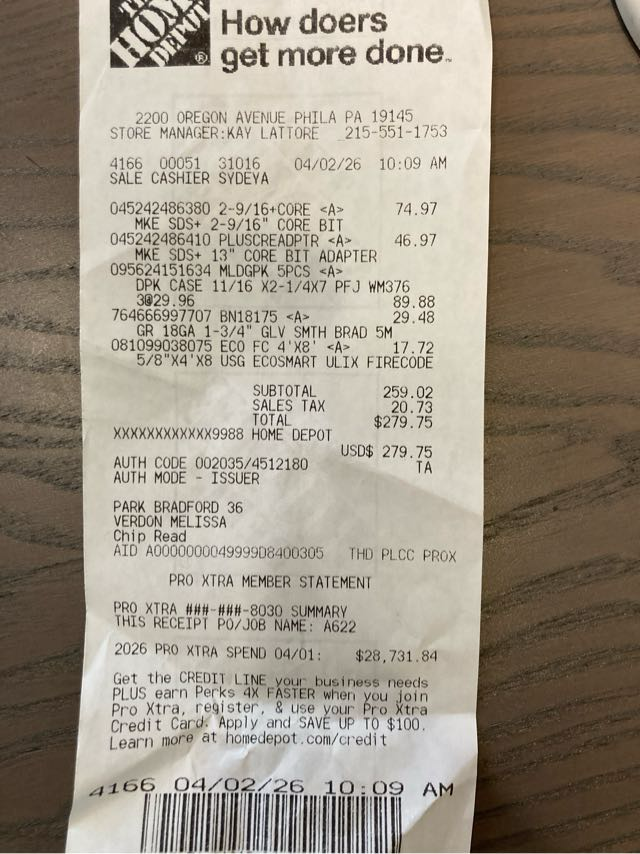 THE
HOME
DEPOT
®
How doers
get more done.™
2200 OREGON AVENUE PHILA PA 19145
STORE MANAGER:KAY LATTORE 215-551-1753
4166 00051 31016 04/02/26 10:09 AM
SALE CASHIER SYDEYA
045242486380 2-9/16+CORE <A> 74.97
MKE SDS+ 2-9/16" CORE BIT
045242486410 PLUSCREADPTR <A> 46.97
MKE SDS+ 13" CORE BIT ADAPTER
095624151634 MLDGPK 5PCS <A>
DPK CASE 11/16 X2-1/4X7 PFJ WM376
3@29.96 89.88
764666997707 BN18175 <A> 29.48
GR 18GA 1-3/4" GLV SMTH BRAD 5M
081099038075 ECO FC 4'X8' <A> 17.72
5/8"X4'X8 USG ECOSMART ULIX FIRECODE
SUBTOTAL 259.02
SALES TAX 20.73
TOTAL $279.75
XXXXXXXXXXXX9988 HOME DEPOT
USD$ 279.75
AUTH CODE 002035/4512180 TA
AUTH MODE - ISSUER
PARK BRADFORD 36
VERDON MELISSA
Chip Read
AID A0000000049999D8400305 THD PLCC PROX
PRO XTRA MEMBER STATEMENT
PRO XTRA ###-###-8030 SUMMARY
THIS RECEIPT PO/JOB NAME: A622
2026 PRO XTRA SPEND 04/01: $28,731.84
Get the CREDIT LINE your business needs
PLUS earn Perks 4X FASTER when you join
Pro Xtra, register, & use your Pro Xtra
Credit Card. Apply and SAVE UP TO $100.
Learn more at homedepot.com/credit
4166 04/02/26 10:09 AM